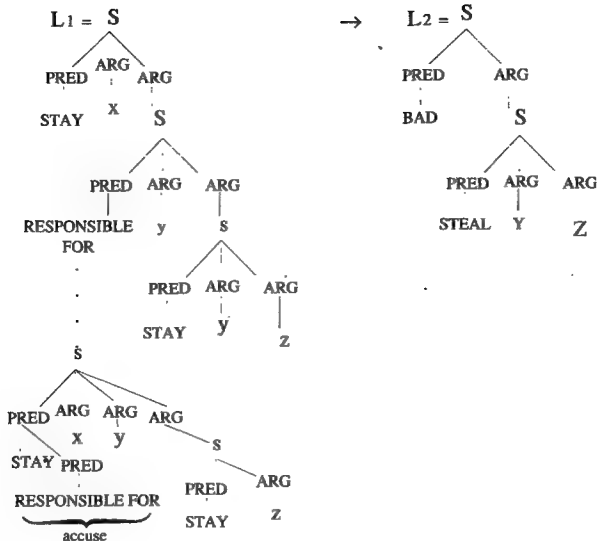 L1 = S → L2 = S
PRED ARG ARG PRED ARG
STAY x S BAD S
PRED ARG ARG PRED ARG ARG
RESPONSIBLE FOR y s STEAL Y Z
PRED ARG ARG
STAY y z
s
PRED ARG ARG ARG
x y s
STAY PRED
RESPONSIBLE FOR PRED ARG
STAY z
accuse